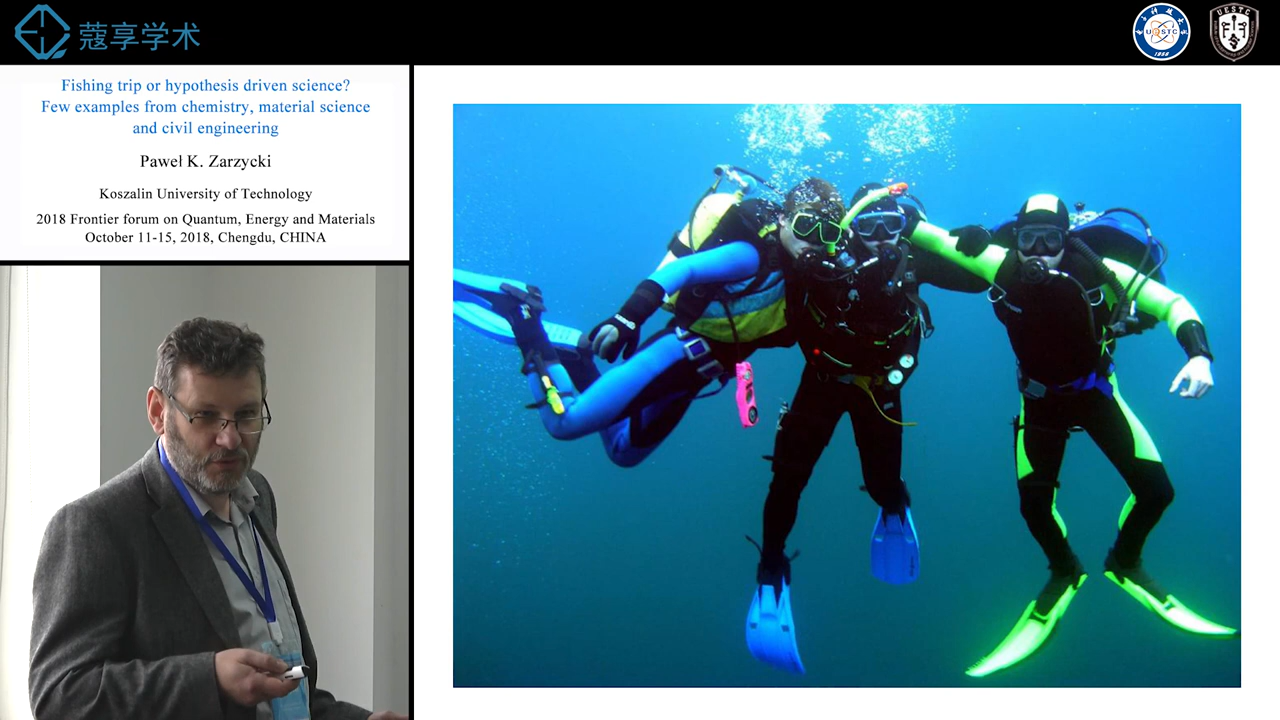 蔻享学术
UESTC
Fishing trip or hypothesis driven science?
Few examples from chemistry, material science
and civil engineering
Paweł K. Zarzycki
Koszalin University of Technology
2018 Frontier forum on Quantum, Energy and Materials
October 11-15, 2018, Chengdu, CHINA